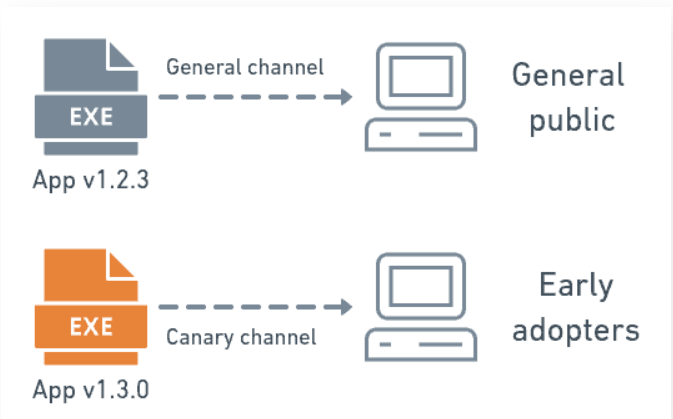 General channel
General
public
EXE
App v1.2.3
Early
adopters
EXE
Canary channel
App v1.3.0